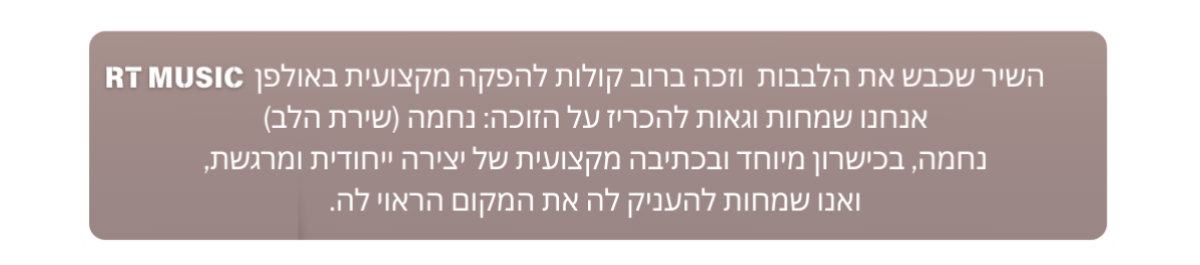 השיר שכבש את הלבבות וזכה ברוב קולות להפקה מקצועית באולפן RT MUSIC
אנחנו שמחות וגאות להכריז על הזוכה: נחמה (שירת הלב)
נחמה, בכישרון מיוחד ובכתיבה מקצועית של יצירה ייחודית ומרגשת,
ואנו שמחות להעניק לה את המקום הראוי לה.